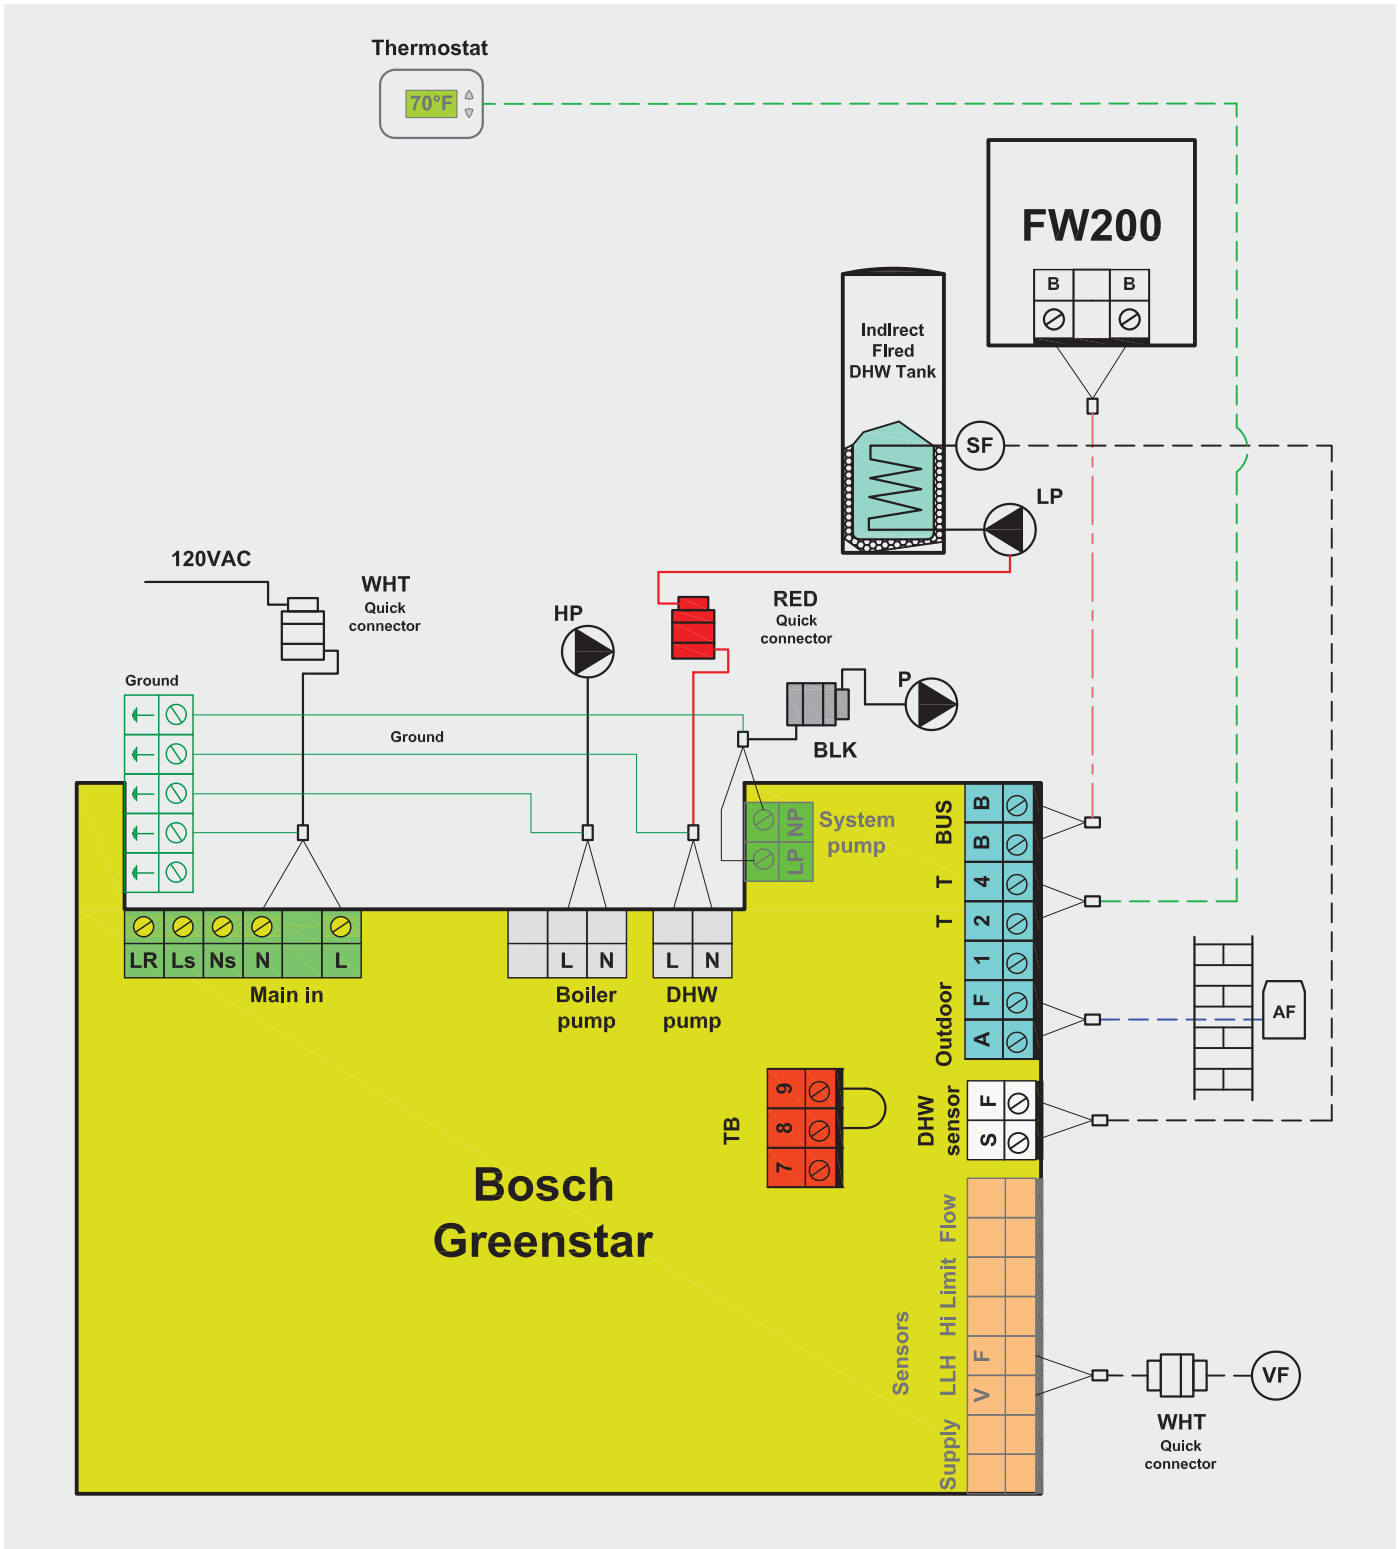 Thermostat
70°F
FW200
B B
IndIrect
FIred
DHW Tank
SF
LP
120VAC
WHT
Quick
connector
HP
RED
Quick
connector
P
BLK
Ground
Ground
System
pump
NP
LP
LR Ls Ns N L
Main in
L N
Boiler
pump
L N
DHW
pump
BUS
B
B
T
4
T
2
1
Outdoor
F
A
AF
TB
9
8
7
DHW
sensor
F
S
Bosch
Greenstar
Sensors
Flow
Hi Limit
LLH
F
V
Supply
VF
WHT
Quick
connector